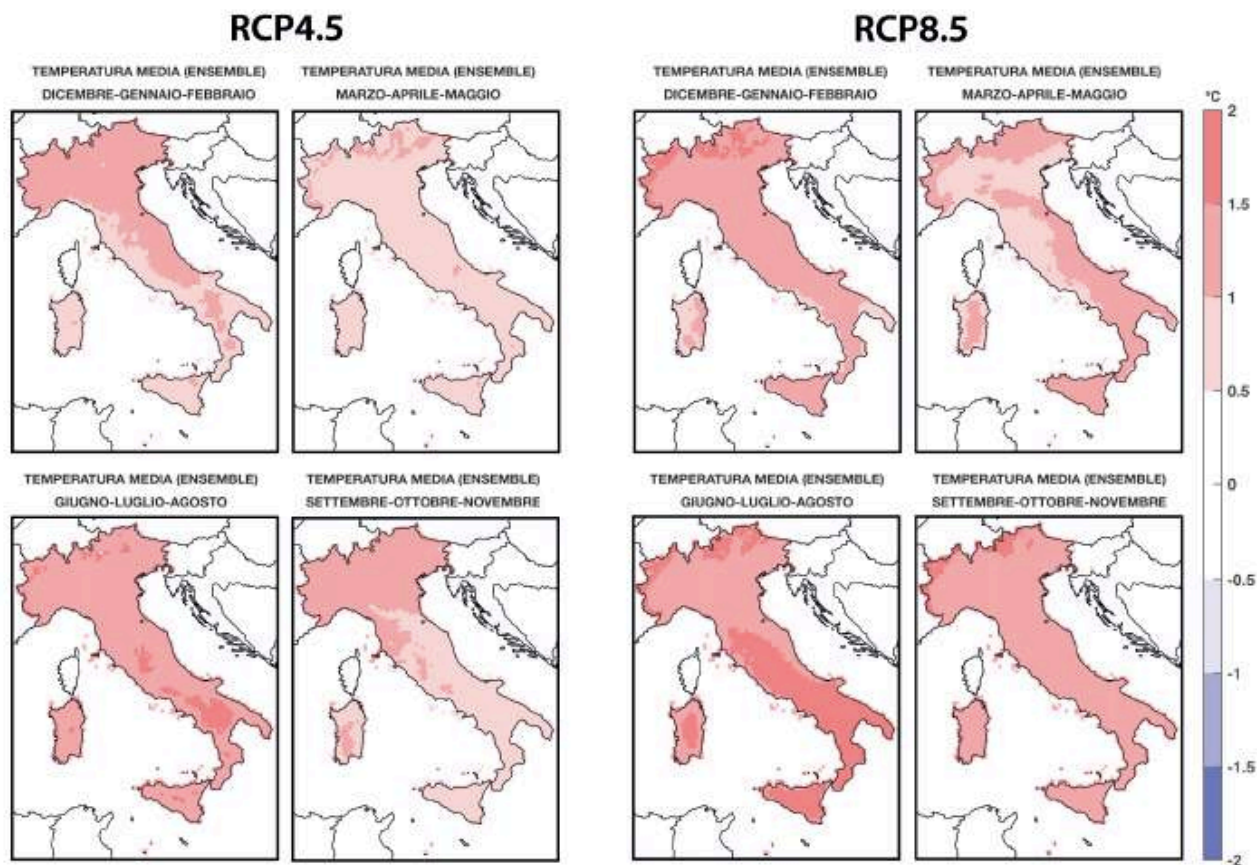 RCP4.5
RCP8.5
TEMPERATURA MEDIA (ENSEMBLE)
DICEMBRE-GENNAIO-FEBBRAIO
TEMPERATURA MEDIA (ENSEMBLE)
MARZO-APRILE-MAGGIO
TEMPERATURA MEDIA (ENSEMBLE)
DICEMBRE-GENNAIO-FEBBRAIO
TEMPERATURA MEDIA (ENSEMBLE)
MARZO-APRILE-MAGGIO
TEMPERATURA MEDIA (ENSEMBLE)
GIUGNO-LUGLIO-AGOSTO
TEMPERATURA MEDIA (ENSEMBLE)
SETTEMBRE-OTTOBRE-NOVEMBRE
TEMPERATURA MEDIA (ENSEMBLE)
GIUGNO-LUGLIO-AGOSTO
TEMPERATURA MEDIA (ENSEMBLE)
SETTEMBRE-OTTOBRE-NOVEMBRE
°C
2
1.5
1
0.5
0
-0.5
-1
-1.5
-2